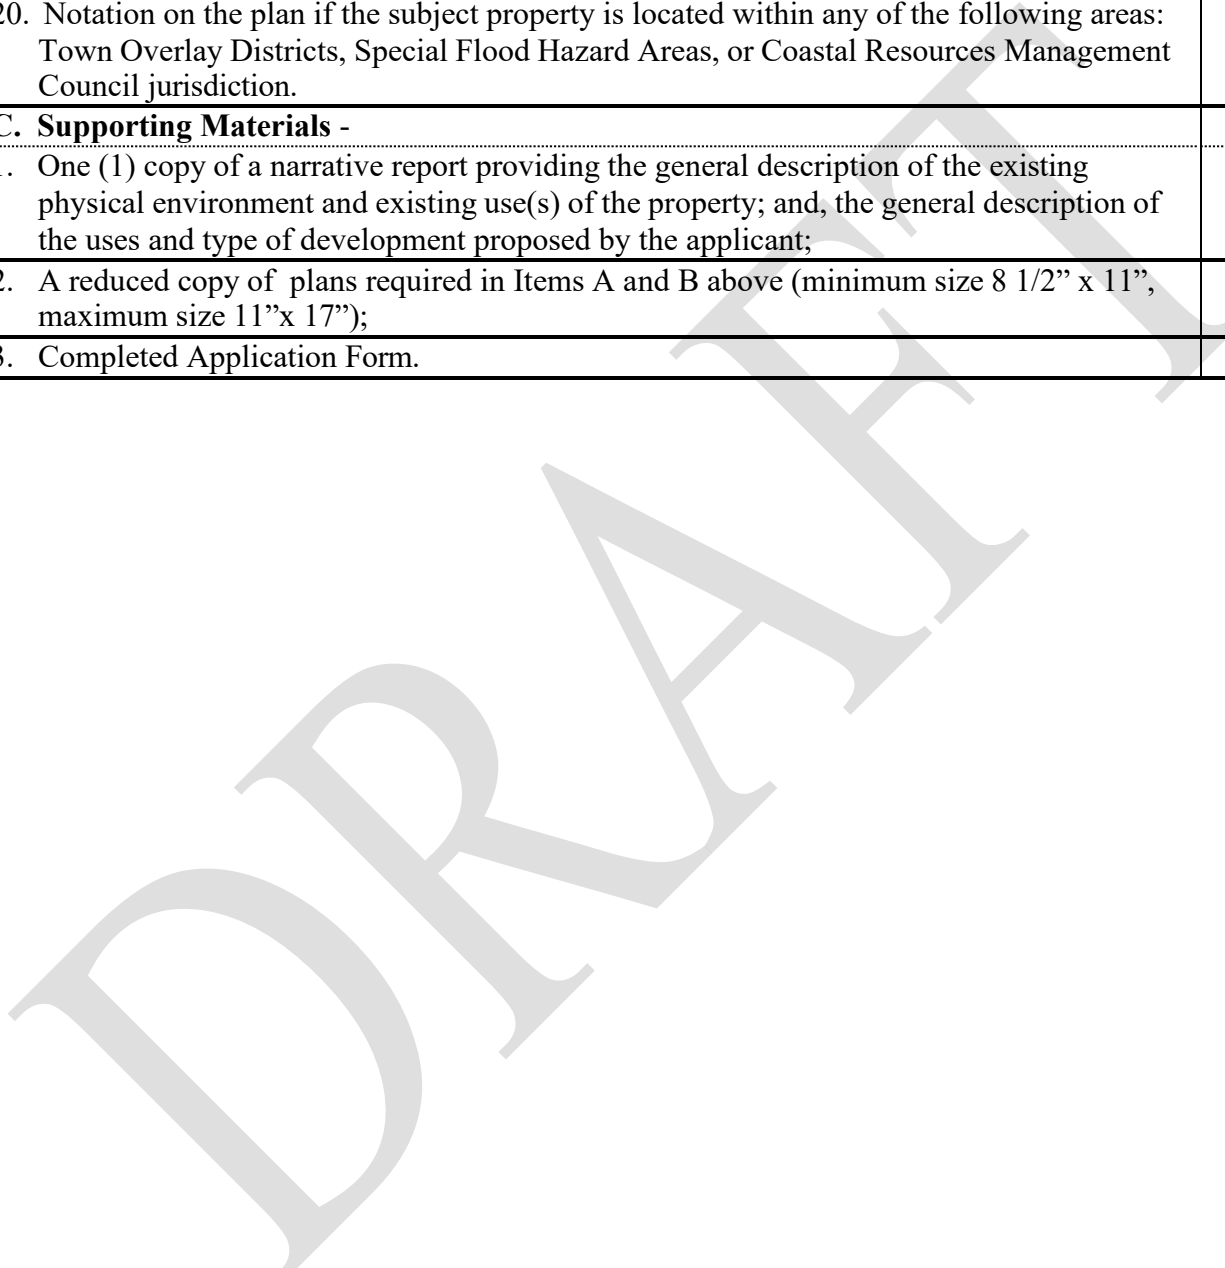 20. Notation on the plan if the subject property is located within any of the following areas:
Town Overlay Districts, Special Flood Hazard Areas, or Coastal Resources Management
Council jurisdiction.
C. Supporting Materials -
1. One (1) copy of a narrative report providing the general description of the existing
physical environment and existing use(s) of the property; and, the general description of
the uses and type of development proposed by the applicant;
2. A reduced copy of  plans required in Items A and B above (minimum size 8 1/2” x 11”,
maximum size 11”x 17”);
3. Completed Application Form.
DRAFT